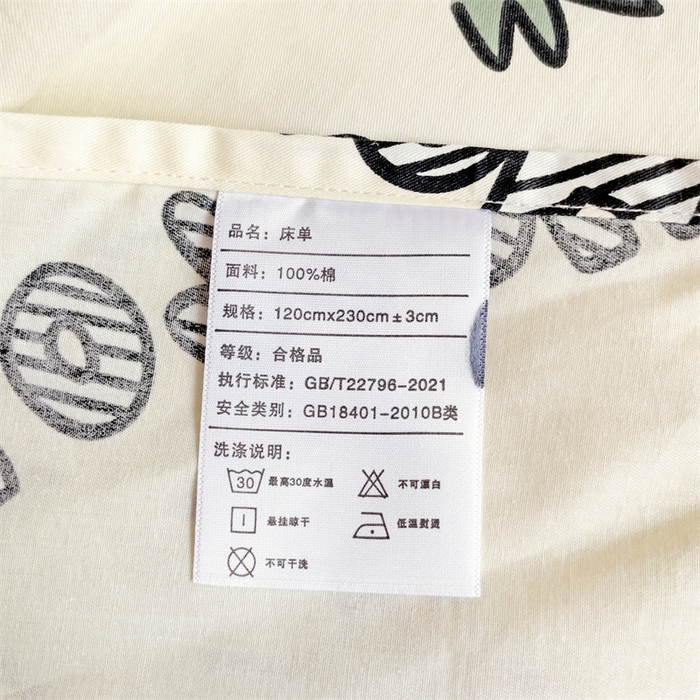 品名：床单
面料：100%棉
规格：120cmx230cm±3cm
等级：合格品
执行标准：GB/T22796-2021
安全类别：GB18401-2010B类
洗涤说明：
30 最高30度水温 不可漂白
悬挂晾干 低温熨烫
不可干洗